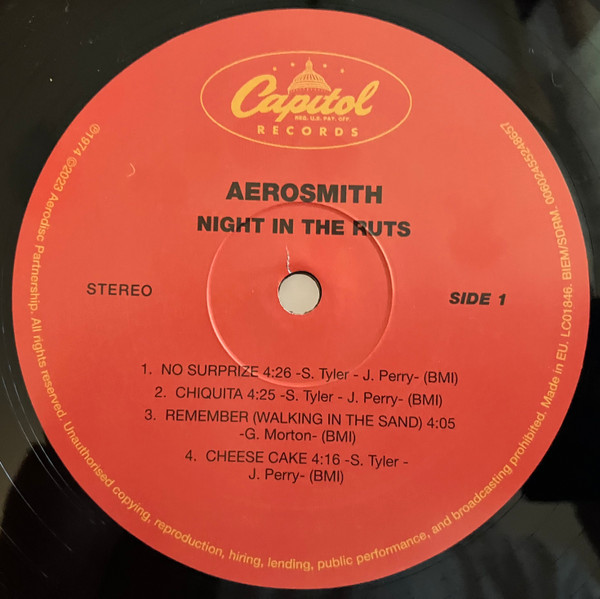 Capitol
REG. U.S. PAT. OFF.
RECORDS
AEROSMITH
NIGHT IN THE RUTS
STEREO
SIDE 1
1. NO SURPRIZE 4:26 -S. Tyler - J. Perry- (BMI)
2. CHIQUITA 4:25 -S. Tyler - J. Perry- (BMI)
3. REMEMBER (WALKING IN THE SAND) 4:05
-G. Morton- (BMI)
4. CHEESE CAKE 4:16 -S. Tyler -
J. Perry- (BMI)
℗1974 ©2023 Aerodisc Partnership. All rights reserved. Unauthorised copying, reproduction, hiring, lending, public performance, and broadcasting prohibited. Made in EU. LC01846. BIEM/SDRM. 00602455248657